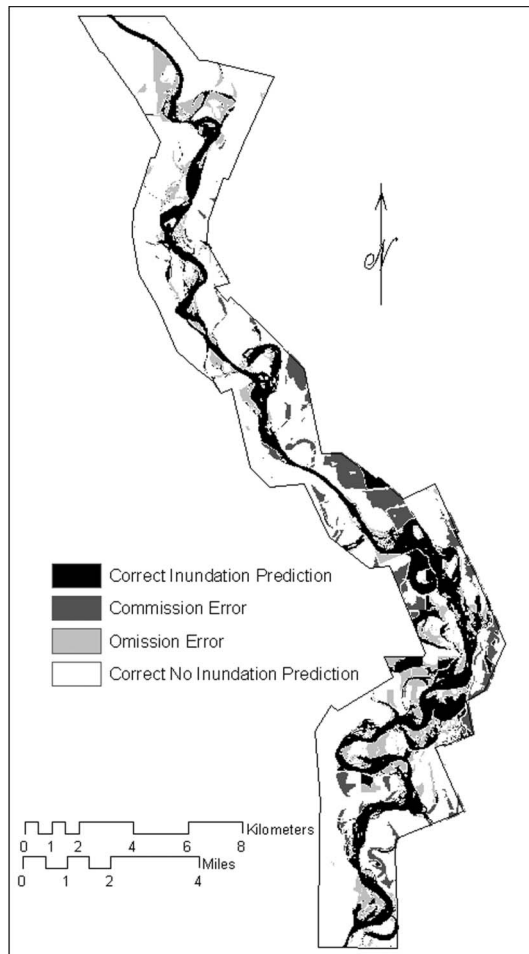 N
Correct Inundation Prediction
Commission Error
Omission Error
Correct No Inundation Prediction
Kilometers
0 1 2 4 6 8
Miles
0 1 2 4